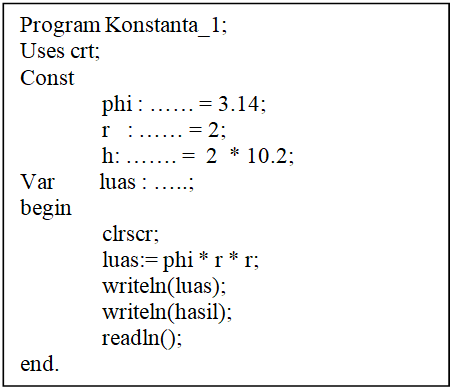 Program Konstanta_1;
Uses crt;
Const
phi : …… = 3.14;
r : …… = 2;
h: ……. = 2 * 10.2;
Var luas : …..;
begin
clrscr;
luas:= phi * r * r;
writeln(luas);
writeln(hasil);
readln();
end.